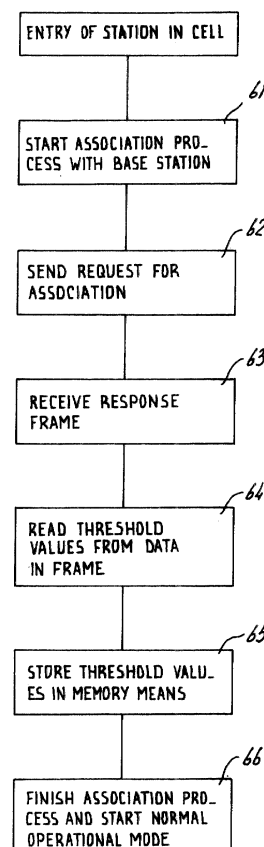 ENTRY OF STATION IN CELL
61
START ASSOCIATION PRO_
CESS WITH BASE STATION
62
SEND REQUEST FOR
ASSOCIATION
63
RECEIVE RESPONSE
FRAME
64
READ THRESHOLD
VALUES FROM DATA
IN FRAME
65
STORE THRESHOLD VALU_
ES IN MEMORY MEANS
66
FINISH ASSOCIATION PRO_
CESS AND START NORMAL
OPERATIONAL MODE